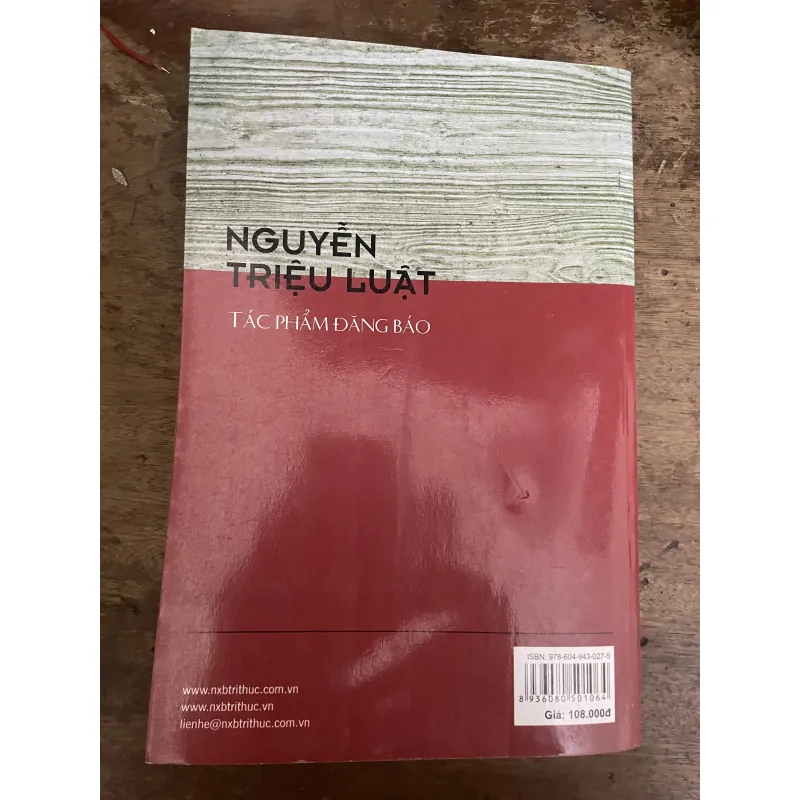 NGUYỄN
TRIỆU LUẬT
TÁC PHẨM ĐĂNG BÁO
www.nxbtrithuc.com.vn
www.nxbtrithuc.vn
lienhe@nxbtrithuc.com.vn
ISBN: 978-604-943-027-5
8 936080 501064
Giá: 108.000đ